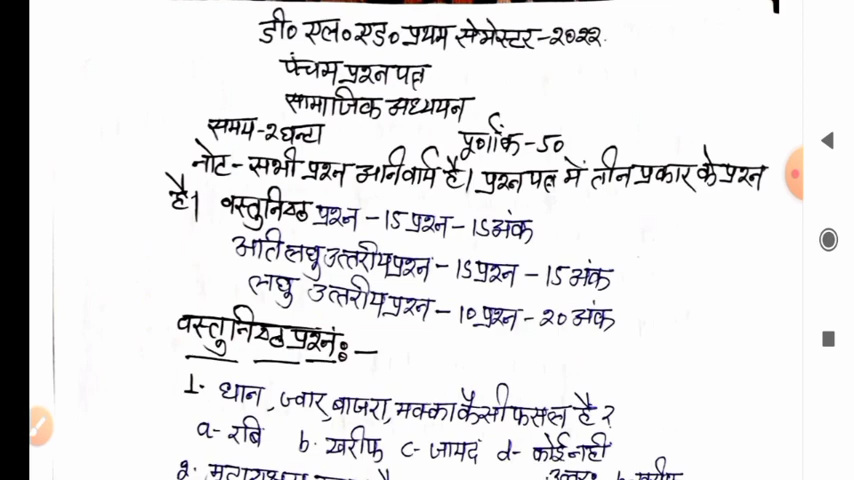 डी० एल० एड० प्रथम सेमेस्टर-2022.
पंचम प्रश्न पत्र
सामाजिक अध्ययन
समय-२घन्टा पूर्णांक-50
नोट- सभी प्रश्न अनिवार्य है। प्रश्न पत्र में तीन प्रकार के प्रश्न
है। वस्तुनिष्ठ प्रश्न - 15 प्रश्न - 15 अंक
अति लघु उत्तरीय प्रश्न - 15 प्रश्न - 15 अंक
लघु उत्तरीय प्रश्न - 10 प्रश्न - 20 अंक
वस्तुनिष्ठ प्रश्नं:-
1- धान, ज्वार, बाजरा, मक्का कैसी फसल है?
a- रबि b- खरीफ c- जायद d- कोई नही